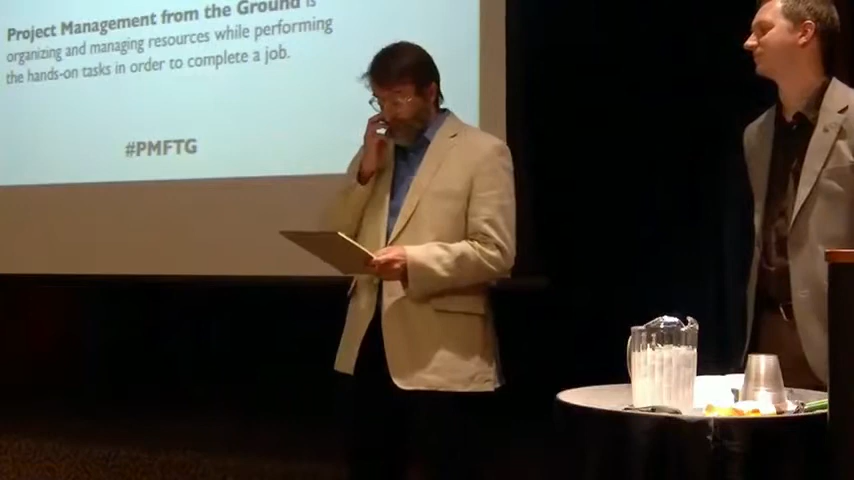 Project Management from the Ground is
organizing and managing resources while performing
the hands-on tasks in order to complete a job.
#PMFTG